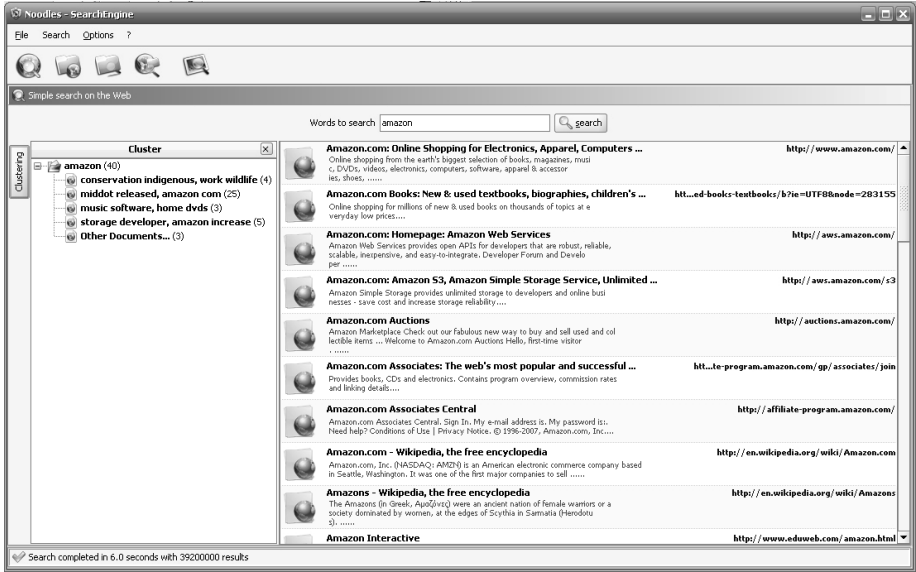 Noodles - SearchEngine
File Search Options ?
Simple search on the Web
Words to search amazon search
Clustering
Cluster
amazon (40)
conservation indigenous, work wildlife (4)
middot released, amazon com (25)
music software, home dvds (3)
storage developer, amazon increase (5)
Other Documents... (3)
Amazon.com: Online Shopping for Electronics, Apparel, Computers ... http://www.amazon.com/
Online shopping from the earth's biggest selection of books, magazines, musi
c, DVDs, videos, electronics, computers, software, apparel & accessor
ies, shoes, ......
Amazon.com Books: New & used textbooks, biographies, children's ... htt...ed-books-textbooks/b?ie=UTF8&node=283155
Online shopping for millions of new & used books on thousands of topics at e
veryday low prices....
Amazon.com: Homepage: Amazon Web Services http://aws.amazon.com/
Amazon Web Services provides open APIs for developers that are robust, reliable,
scalable, inexpensive, and easy-to-integrate. Developer Forum and Develo
per ......
Amazon.com: Amazon S3, Amazon Simple Storage Service, Unlimited ... http://aws.amazon.com/s3
Amazon Simple Storage provides unlimited storage to developers and online busi
nesses - save cost and increase storage reliability....
Amazon.com Auctions http://auctions.amazon.com/
Amazon Marketplace Check out our fabulous new way to buy and sell used and col
lectible items ... Welcome to Amazon.com Auctions Hello, first-time visitor
. ......
Amazon.com Associates: The web's most popular and successful ... htt...te-program.amazon.com/gp/associates/join
Provides books, CDs and electronics. Contains program overview, commission rates
and linking details....
Amazon.com Associates Central http://affiliate-program.amazon.com/
Amazon.com Associates Central. Sign In. My e-mail address is. My password is:.
Need help? Conditions of Use | Privacy Notice. © 1996-2007, Amazon.com, Inc....
Amazon.com - Wikipedia, the free encyclopedia http://en.wikipedia.org/wiki/Amazon.com
Amazon.com, Inc. (NASDAQ: AMZN) is an American electronic commerce company based
in Seattle, Washington. It was one of the first major companies to sell ......
Amazons - Wikipedia, the free encyclopedia http://en.wikipedia.org/wiki/Amazons
The Amazons (in Greek, Αμαζόνες) were an ancient nation of female warriors or a
society dominated by women, at the edges of Scythia in Sarmatia (Herodotu
s). ......
Amazon Interactive http://www.eduweb.com/amazon.html
Search completed in 6.0 seconds with 39200000 results